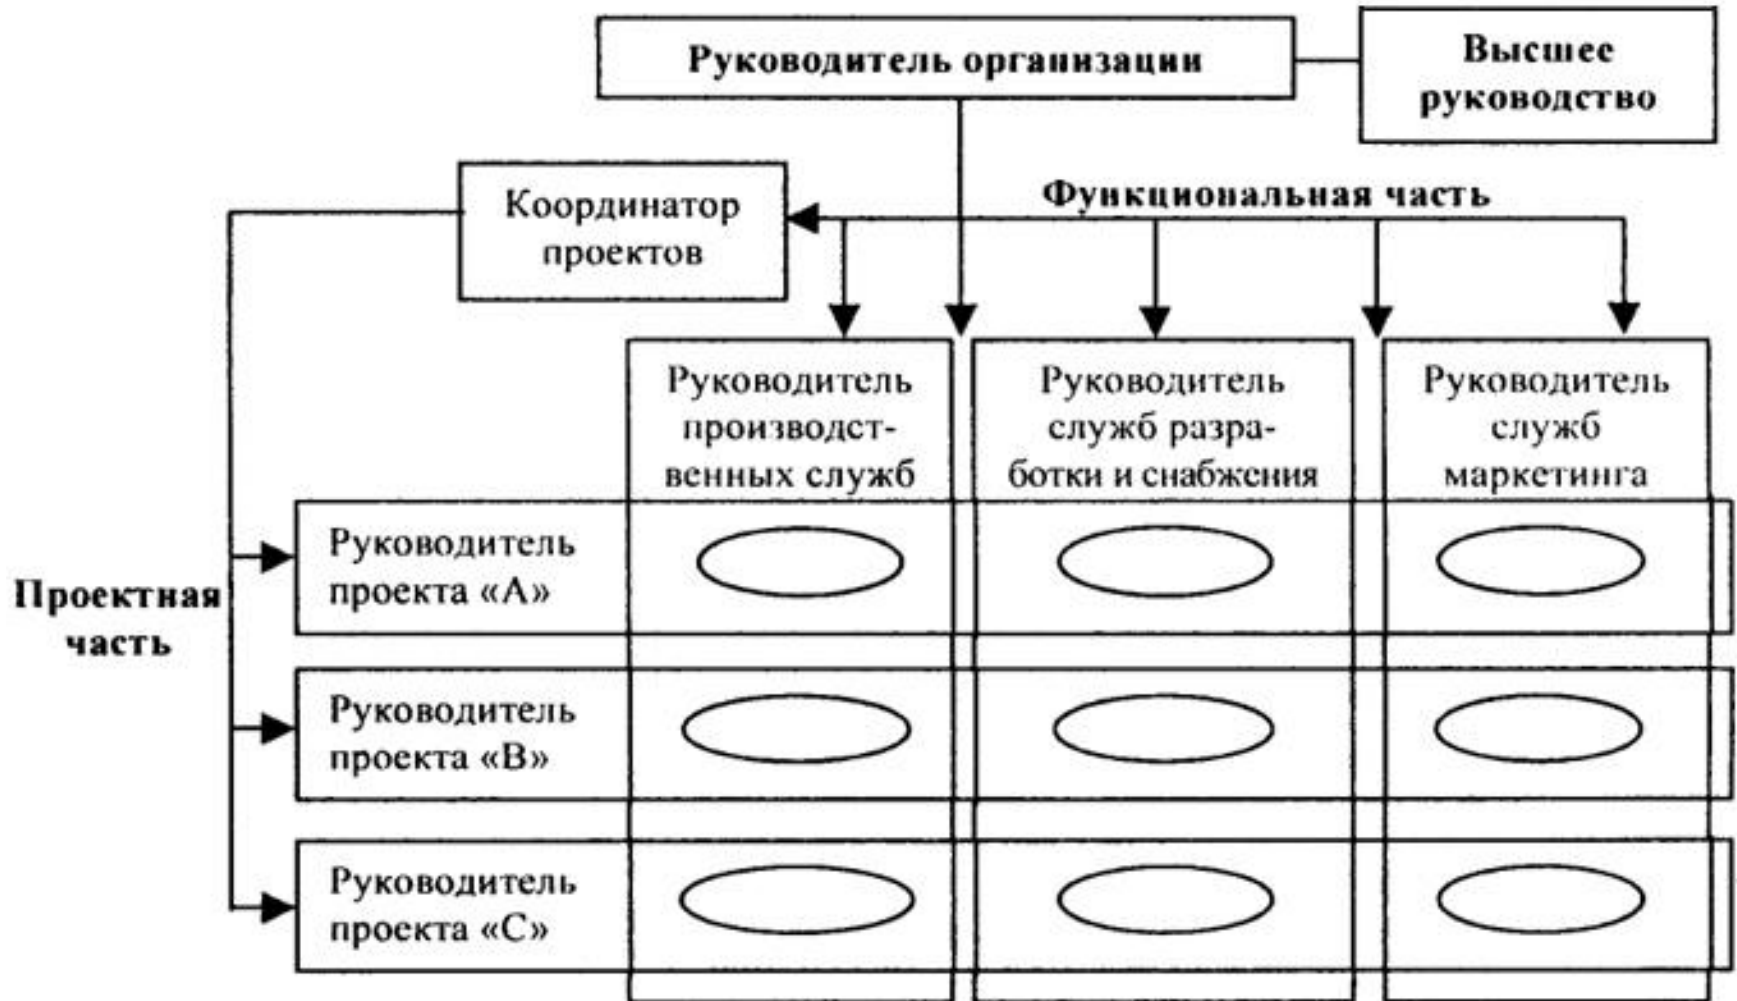 Руководитель организации
Высшее
руководство
Координатор
проектов
Функциональная часть
Руководитель
производст-
венных служб
Руководитель
служб разра-
ботки и снабжения
Руководитель
служб
маркетинга
Проектная
часть
Руководитель
проекта «А»
Руководитель
проекта «В»
Руководитель
проекта «С»